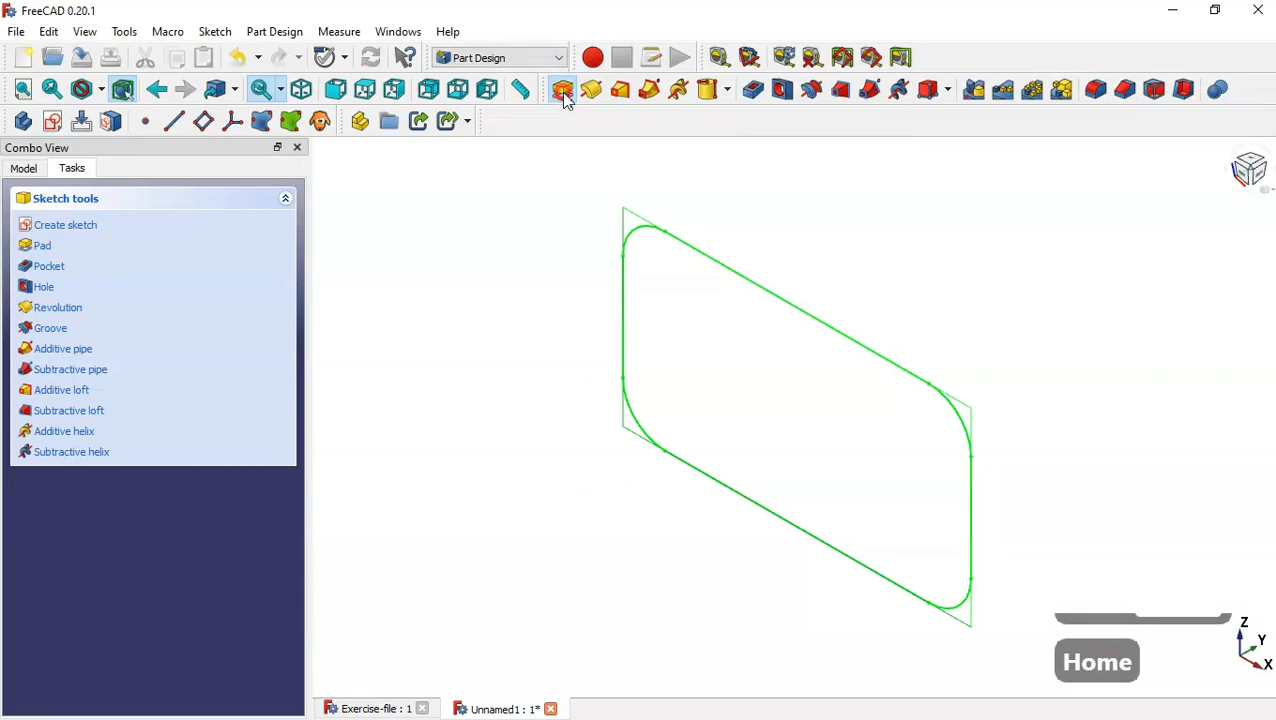 FreeCAD 0.20.1
File Edit View Tools Macro Sketch Part Design Measure Windows Help
Part Design
Combo View
Model Tasks
Sketch tools
Create sketch
Pad
Pocket
Hole
Revolution
Groove
Additive pipe
Subtractive pipe
Additive loft
Subtractive loft
Additive helix
Subtractive helix
Home
Z
Y
X
Exercise-file : 1 Unnamed1 : 1*